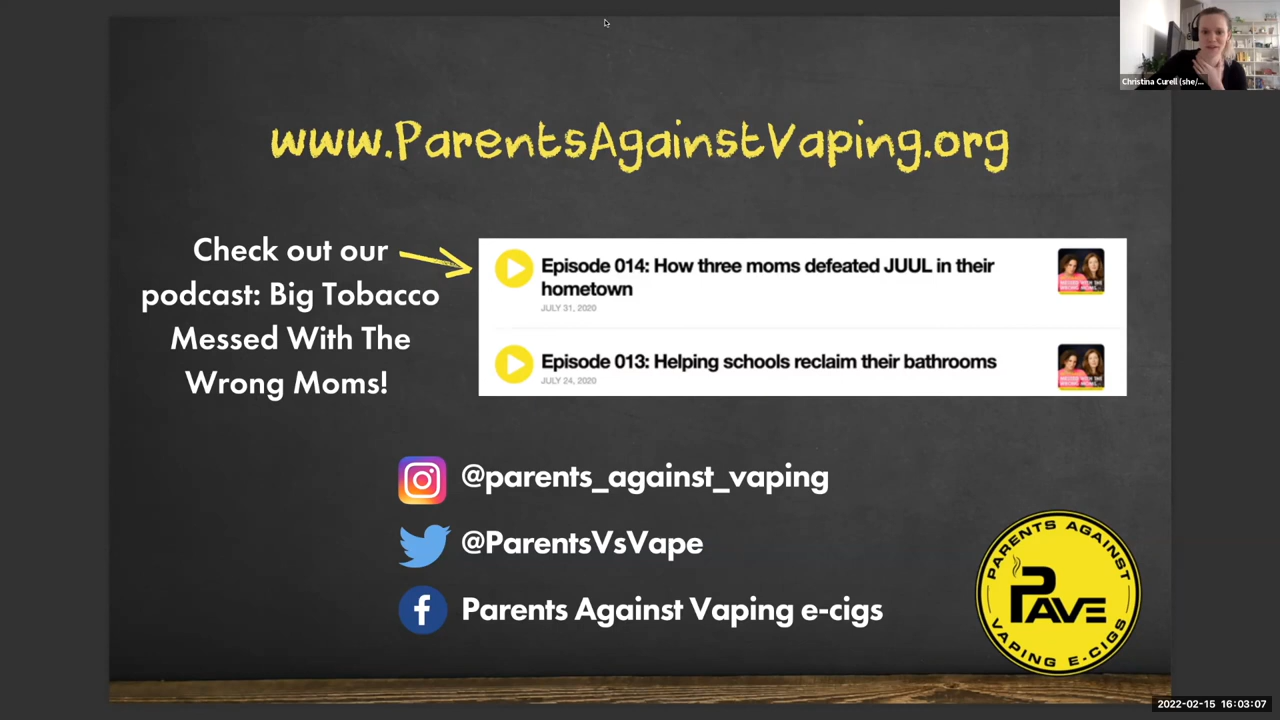 Christina Curell (she/...
www.ParentsAgainstVaping.org
Check out our
podcast: Big Tobacco
Messed With The
Wrong Moms!
Episode 014: How three moms defeated JUUL in their
hometown
JULY 31, 2020
Episode 013: Helping schools reclaim their bathrooms
JULY 24, 2020
@parents_against_vaping
@ParentsVsVape
f
Parents Against Vaping e-cigs
PARENTS AGAINST
PAVE
VAPING E-CIGS
2022-02-15 16:03:07